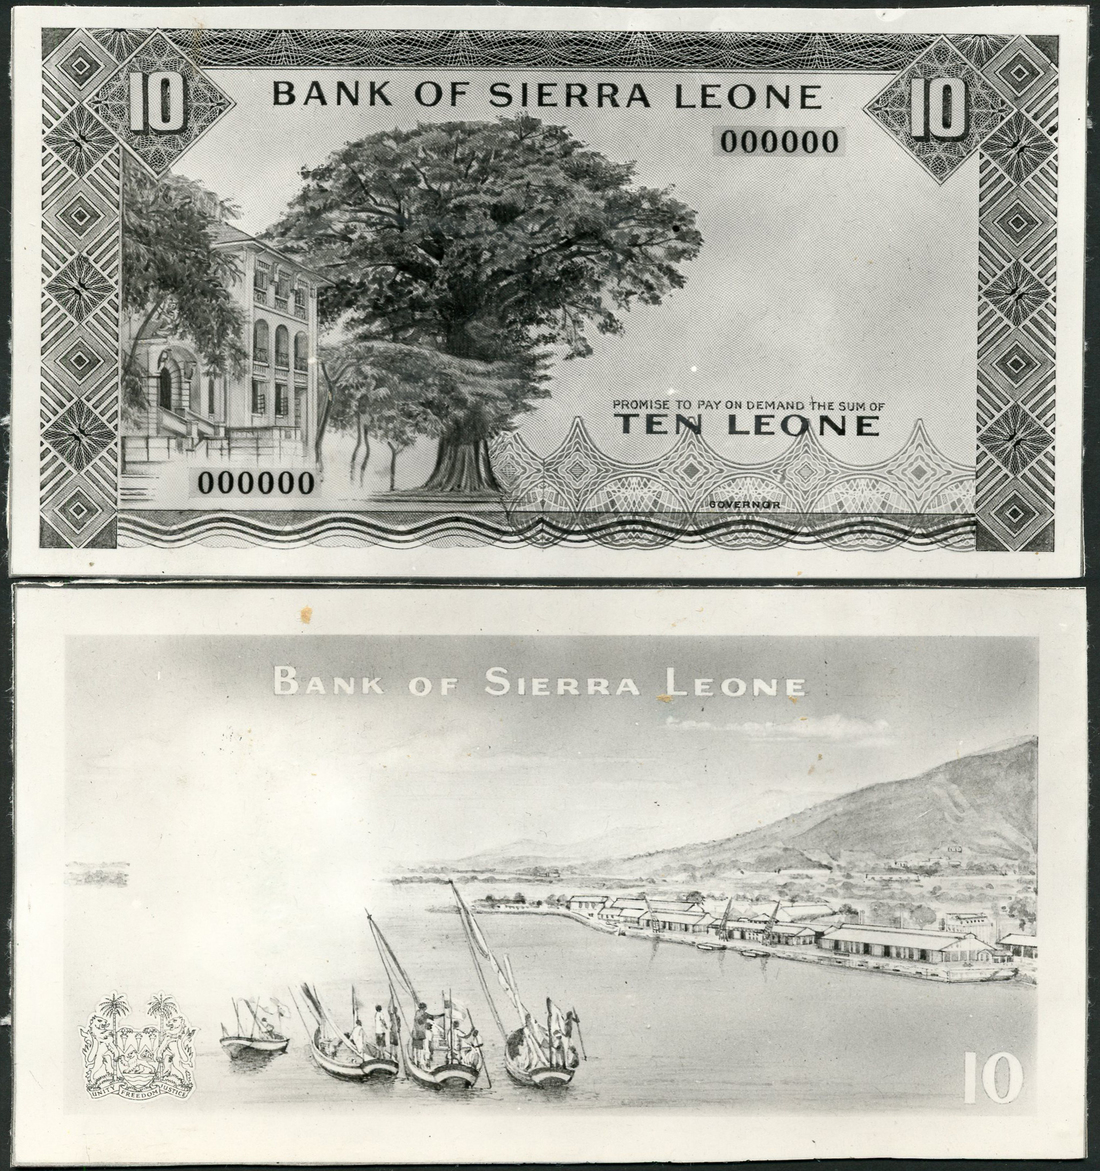 10
BANK OF SIERRA LEONE
10
000000
PROMISE TO PAY ON DEMAND THE SUM OF
TEN LEONE
000000
GOVERNOR
BANK OF SIERRA LEONE
UNITY FREEDOM JUSTICE
10